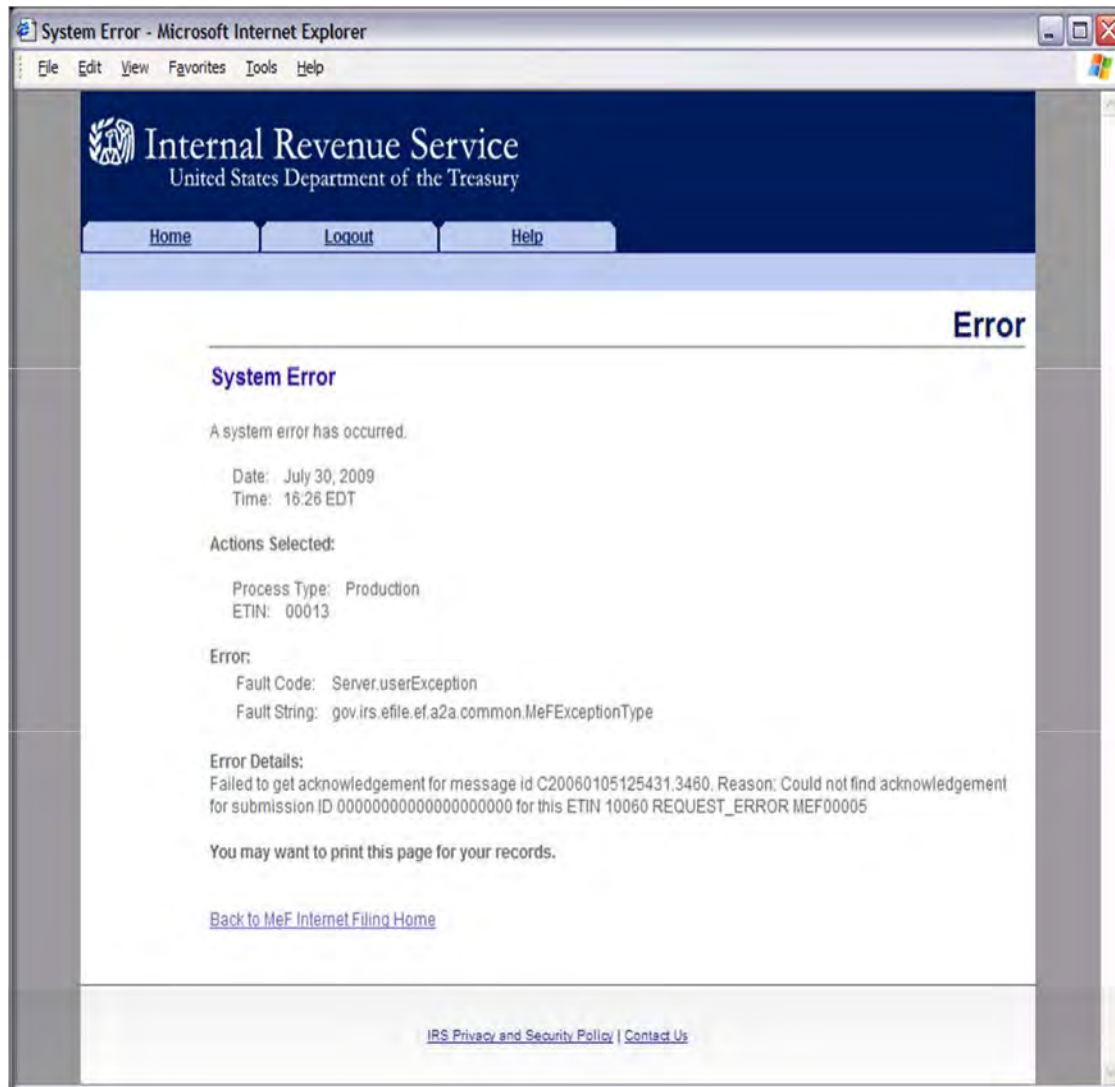 System Error - Microsoft Internet Explorer
File Edit View Favorites Tools Help
Internal Revenue Service
United States Department of the Treasury
Home Logout Help
Error
System Error
A system error has occurred.
Date: July 30, 2009
Time: 16:26 EDT
Actions Selected:
Process Type: Production
ETIN: 00013
Error:
Fault Code: Server.userException
Fault String: gov.irs.efile.ef.a2a.common.MeFExceptionType
Error Details:
Failed to get acknowledgement for message id C20060105125431.3460. Reason: Could not find acknowledgement
for submission ID 00000000000000000000 for this ETIN 10060 REQUEST_ERROR MEF00005
You may want to print this page for your records.
Back to MeF Internet Filing Home
IRS Privacy and Security Policy | Contact Us